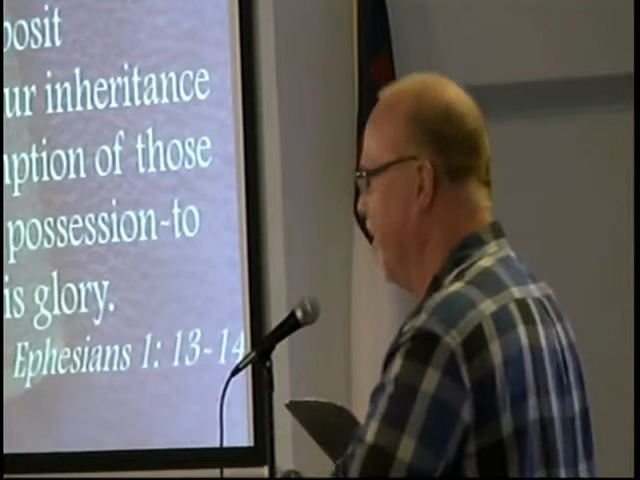 posit
ur inheritance
ption of those
possession-to
is glory.
Ephesians 1: 13-14